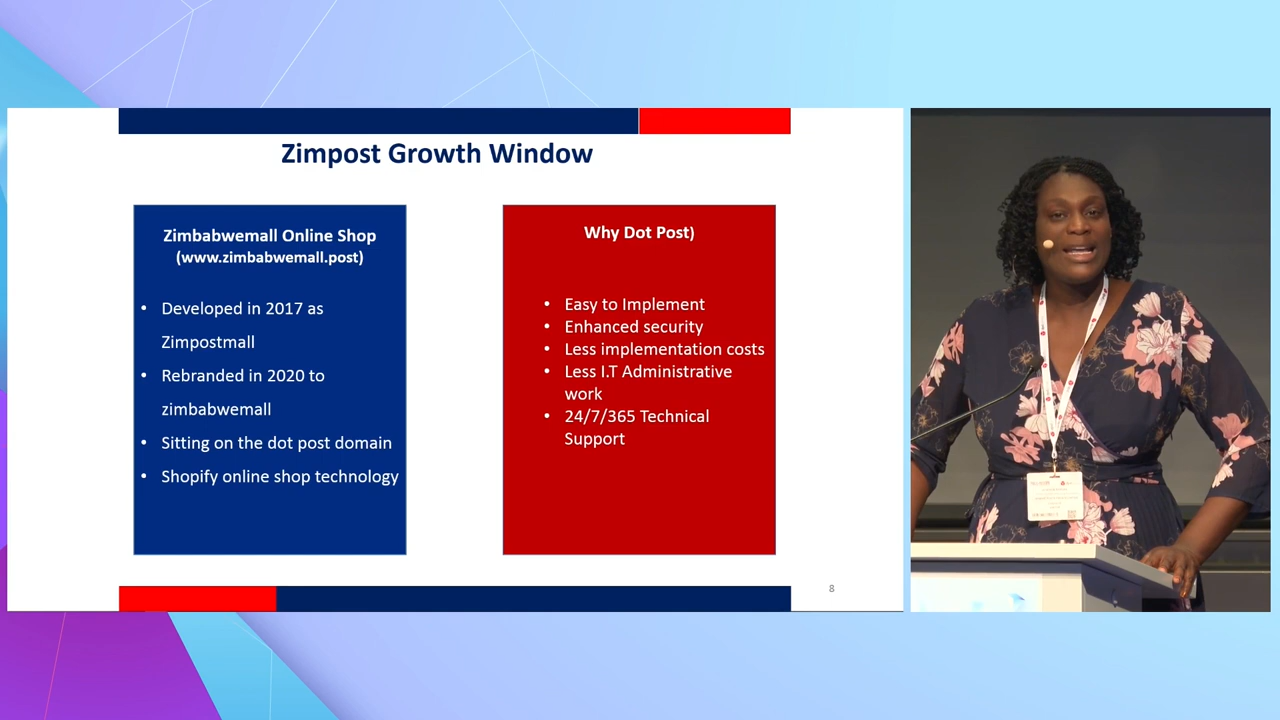 Zimpost Growth Window
Zimbabwemall Online Shop
(www.zimbabwemall.post)
• Developed in 2017 as
Zimpostmall
• Rebranded in 2020 to
zimbabwemall
• Sitting on the dot post domain
• Shopify online shop technology
Why Dot Post)
• Easy to Implement
• Enhanced security
• Less implementation costs
• Less I.T Administrative
work
• 24/7/365 Technical
Support
8